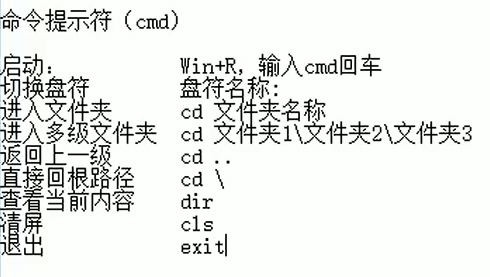 命令提示符（cmd）
启动： Win+R，输入cmd回车
切换盘符 盘符名称:
进入文件夹 cd 文件夹名称
进入多级文件夹 cd 文件夹1\文件夹2\文件夹3
返回上一级 cd ..
直接回根路径 cd \
查看当前内容 dir
清屏 cls
退出 exit